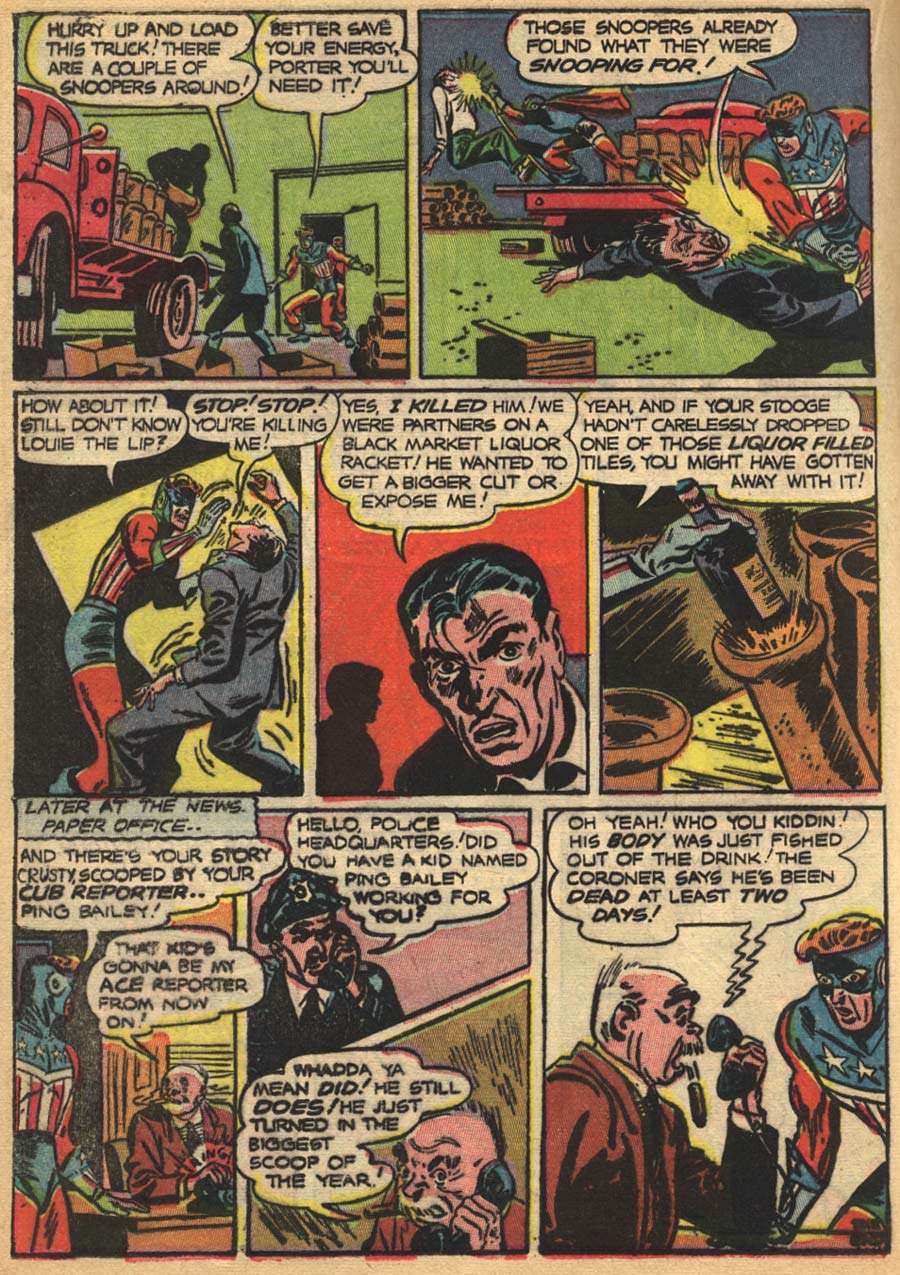 HURRY UP AND LOAD
THIS TRUCK! THERE
ARE A COUPLE OF
SNOOPERS AROUND!
BETTER SAVE
YOUR ENERGY,
PORTER YOU'LL
NEED IT!
THOSE SNOOPERS ALREADY
FOUND WHAT THEY WERE
SNOOPING FOR!
HOW ABOUT IT!
STILL DON'T KNOW
LOUIE THE LIP?
STOP! STOP!
YOU'RE KILLING
ME!
YES, I KILLED HIM! WE
WERE PARTNERS ON A
BLACK MARKET LIQUOR
RACKET! HE WANTED TO
GET A BIGGER CUT OR
EXPOSE ME!
YEAH, AND IF YOUR STOOGE
HADN'T CARELESSLY DROPPED
ONE OF THOSE LIQUOR FILLED
TILES, YOU MIGHT HAVE GOTTEN
AWAY WITH IT!
LATER AT THE NEWS
PAPER OFFICE..
AND THERE'S YOUR STORY
CRUSTY, SCOOPED BY YOUR
CUB REPORTER..
PING BAILEY!
THAT KID'S
GONNA BE MY
ACE REPORTER
FROM NOW
ON!
HELLO, POLICE
HEADQUARTERS! DID
YOU HAVE A KID NAMED
PING BAILEY
WORKING FOR
YOU?
WHADDA YA
MEAN DID! HE STILL
DOES! HE JUST
TURNED IN THE
BIGGEST
SCOOP OF
THE YEAR!
OH YEAH! WHO YOU KIDDIN!
HIS BODY WAS JUST FISHED
OUT OF THE DRINK! THE
CORONER SAYS HE'S BEEN
DEAD AT LEAST TWO
DAYS!